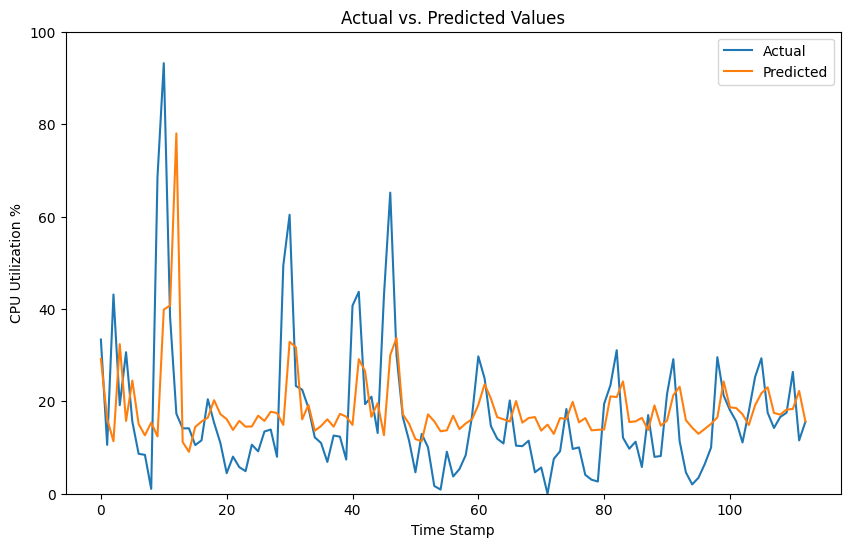 Actual vs. Predicted Values
Actual
Predicted
CPU Utilization %
100
80
60
40
20
0
0 20 40 60 80 100
Time Stamp